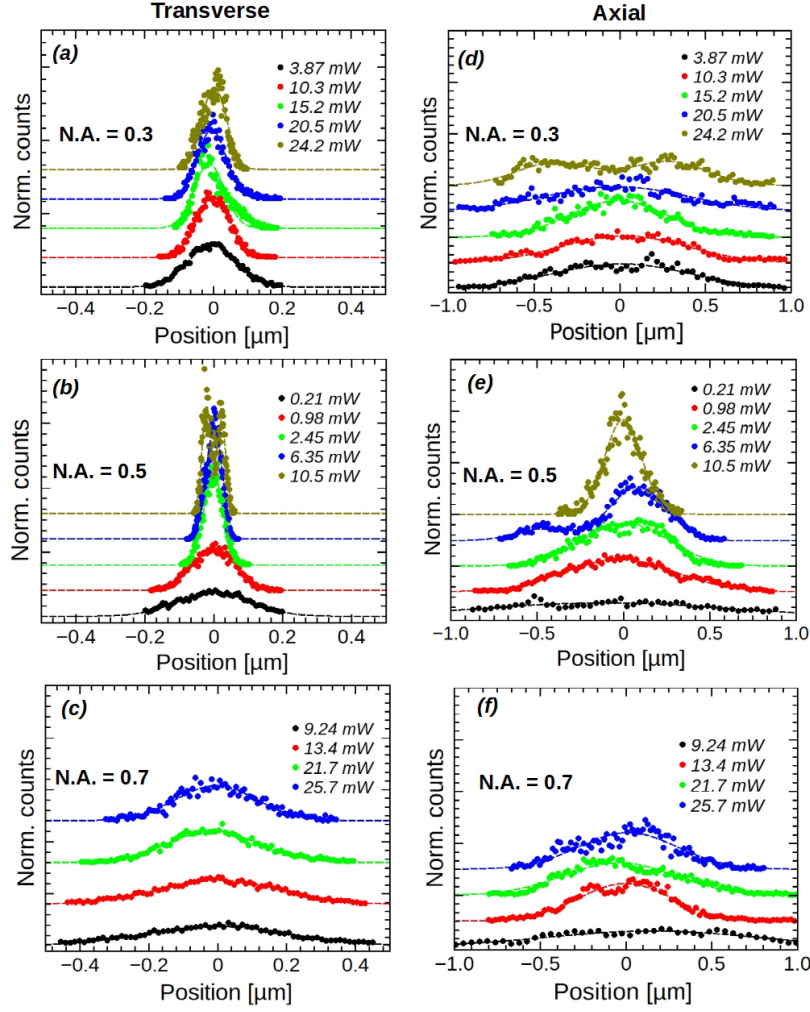 Transverse
Axial
(a)
N.A. = 0.3
3.87 mW
10.3 mW
15.2 mW
20.5 mW
24.2 mW
Norm. counts
−0.4 −0.2 0 0.2 0.4
Position [μm]
(d)
N.A. = 0.3
3.87 mW
10.3 mW
15.2 mW
20.5 mW
24.2 mW
Norm. counts
−1.0 −0.5 0 0.5 1.0
Position [μm]
(b)
N.A. = 0.5
0.21 mW
0.98 mW
2.45 mW
6.35 mW
10.5 mW
Norm. counts
−0.4 −0.2 0 0.2 0.4
Position [μm]
(e)
N.A. = 0.5
0.21 mW
0.98 mW
2.45 mW
6.35 mW
10.5 mW
Norm. counts
−1.0 −0.5 0 0.5 1.0
Position [μm]
(c)
N.A. = 0.7
9.24 mW
13.4 mW
21.7 mW
25.7 mW
Norm. counts
−0.4 −0.2 0 0.2 0.4
Position [μm]
(f)
N.A. = 0.7
9.24 mW
13.4 mW
21.7 mW
25.7 mW
Norm. counts
-1.0 −0.5 0 0.5 1.0
Position [μm]